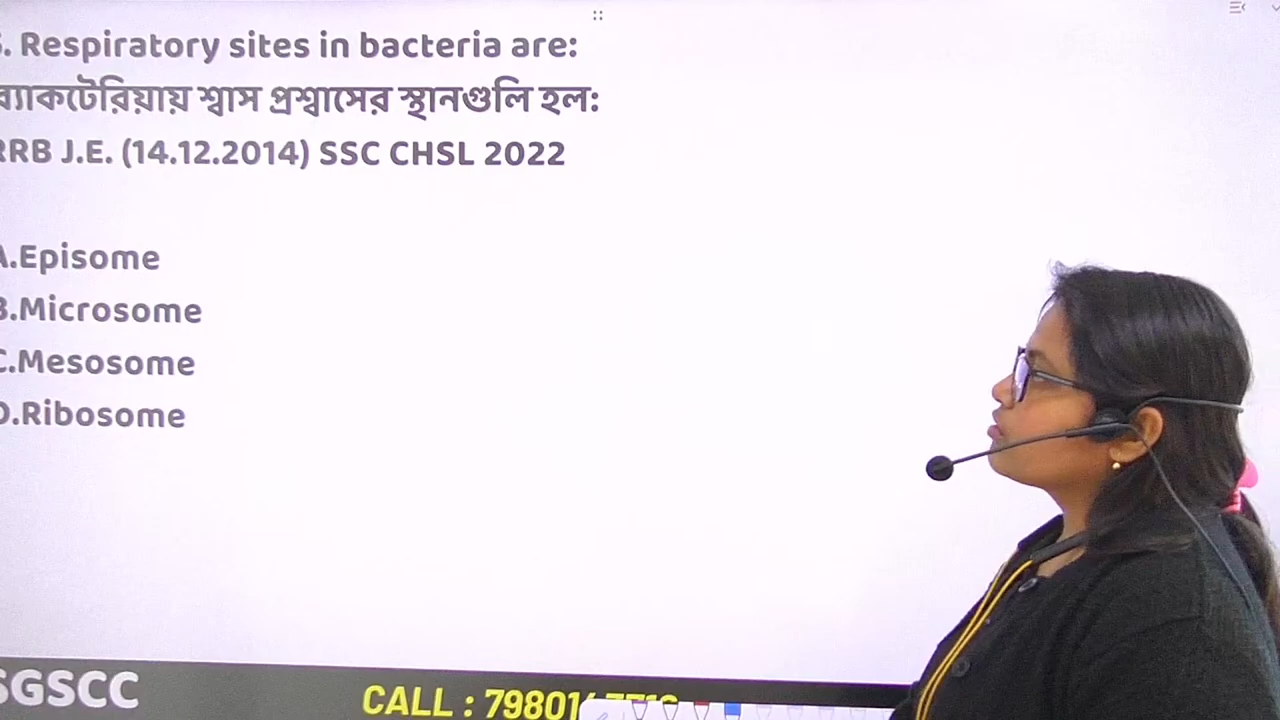 . Respiratory sites in bacteria are:
ব্যাকটেরিয়ায় শ্বাস প্রশ্বাসের স্থানগুলি হল:
RRB J.E. (14.12.2014) SSC CHSL 2022
A.Episome
B.Microsome
C.Mesosome
D.Ribosome
SGSCC
CALL :